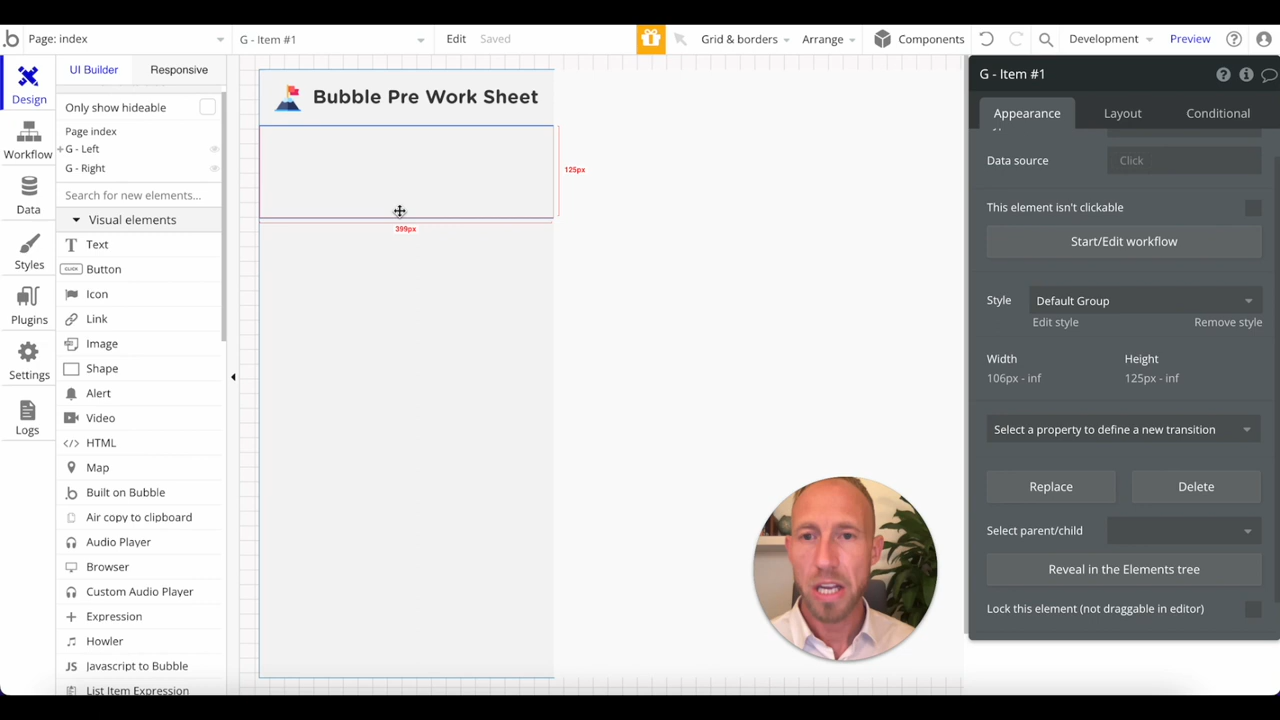 Page: index
G - Item #1
Edit
Saved
Grid & borders
Arrange
Components
Development
Preview
Design
Workflow
Data
Styles
Plugins
Settings
Logs
UI Builder
Responsive
Only show hideable
Page index
G - Left
G - Right
Search for new elements...
Visual elements
Text
CLICK Button
Icon
Link
Image
Shape
Alert
Video
</> HTML
Map
Built on Bubble
Air copy to clipboard
Audio Player
Browser
Custom Audio Player
Expression
Howler
Javascript to Bubble
List Item Expression
Bubble Pre Work Sheet
125px
399px
G - Item #1
Appearance
Layout
Conditional
Data source
Click
This element isn't clickable
Start/Edit workflow
Style
Default Group
Edit style
Remove style
Width
Height
106px - inf
125px - inf
Select a property to define a new transition
Replace
Delete
Select parent/child
Reveal in the Elements tree
Lock this element (not draggable in editor)